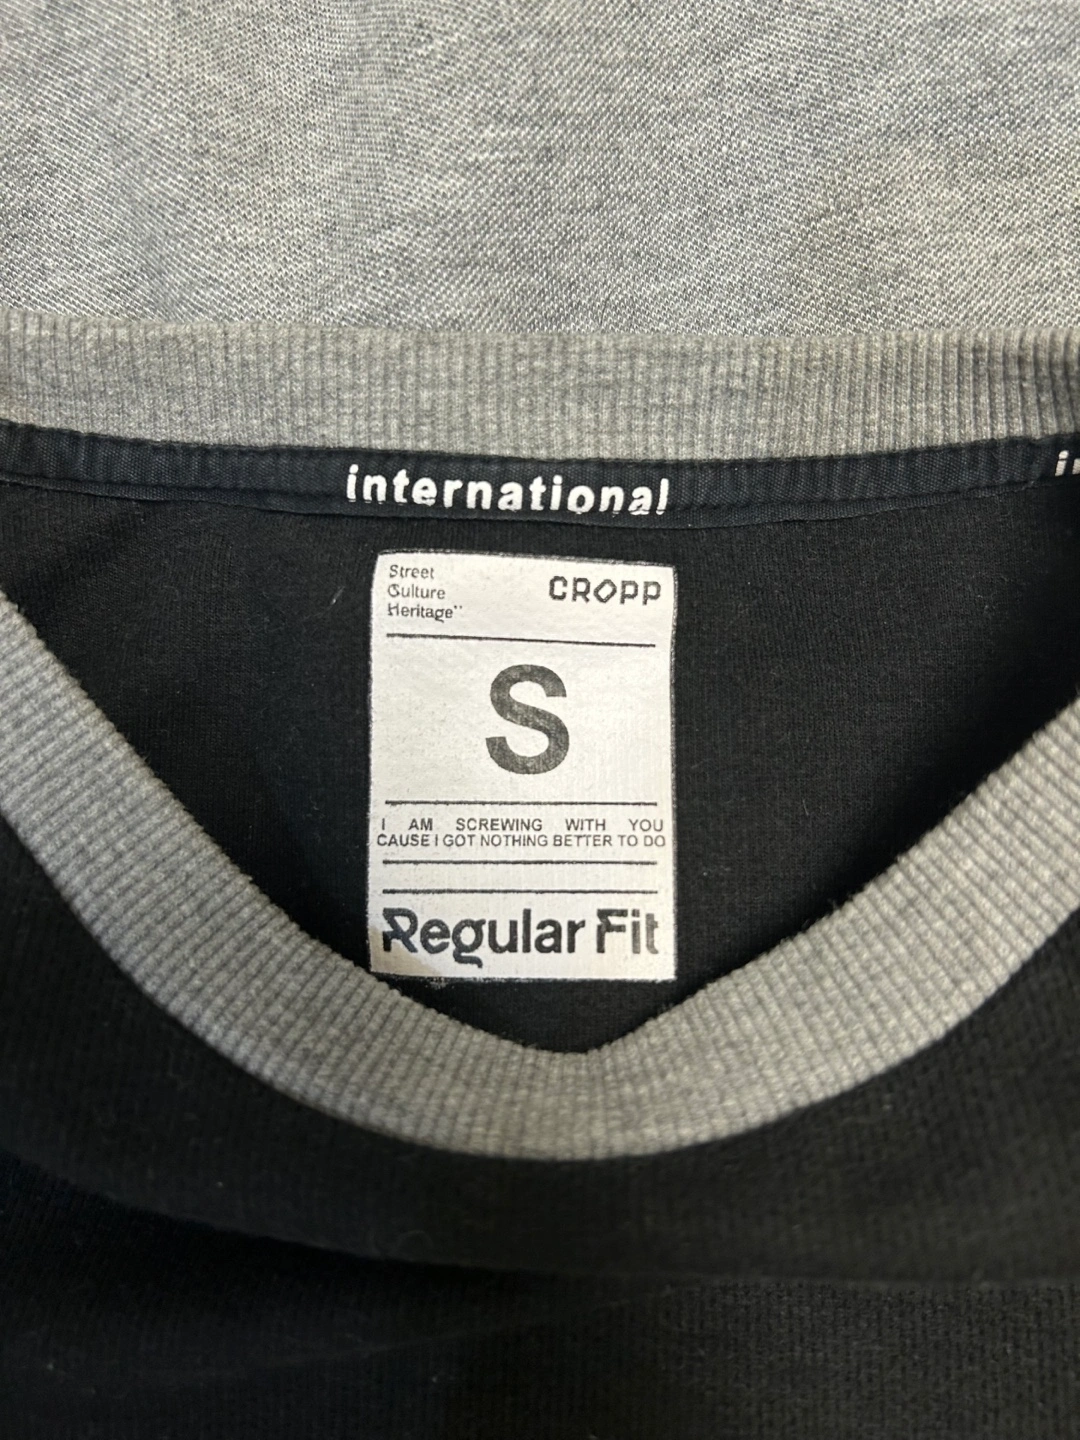 international
Street
Culture
Heritage"
CROPP
S
I AM SCREWING WITH YOU
CAUSE I GOT NOTHING BETTER TO DO
Regular Fit